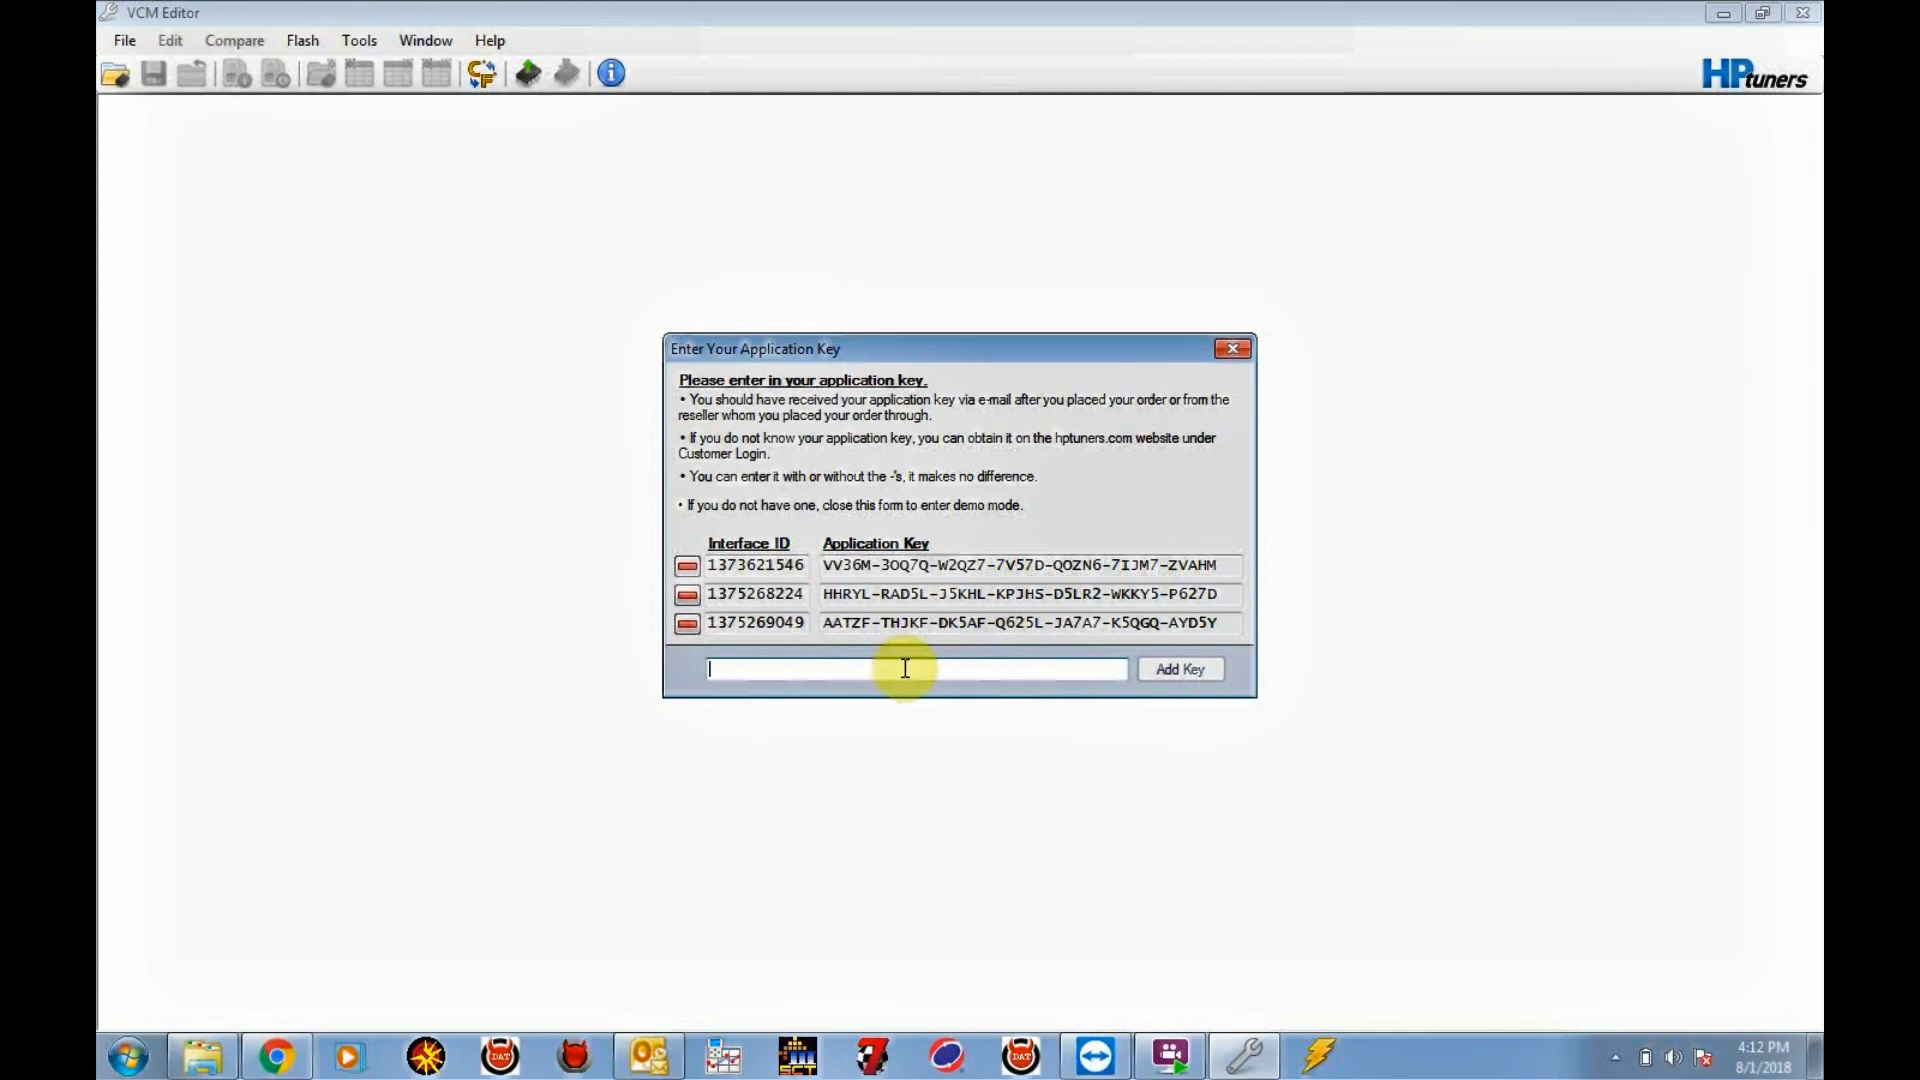 VCM Editor
File Edit Compare Flash Tools Window Help
HPtuners
Enter Your Application Key
Please enter in your application key.
• You should have received your application key via e-mail after you placed your order or from the
reseller whom you placed your order through.
• If you do not know your application key, you can obtain it on the hptuners.com website under
Customer Login.
• You can enter it with or without the -'s, it makes no difference.
• If you do not have one, close this form to enter demo mode.
Interface ID Application Key
1373621546 VV36M-3OQ7Q-W2QZ7-7V57D-QOZN6-7IJM7-ZVAHM
1375268224 HHRYL-RAD5L-J5KHL-KPJHS-D5LR2-WKKY5-P627D
1375269049 AATZF-THJKF-DK5AF-Q625L-JA7A7-K5QGQ-AYD5Y
Add Key
DAT
SCT
7
DAT
4:12 PM
8/1/2018